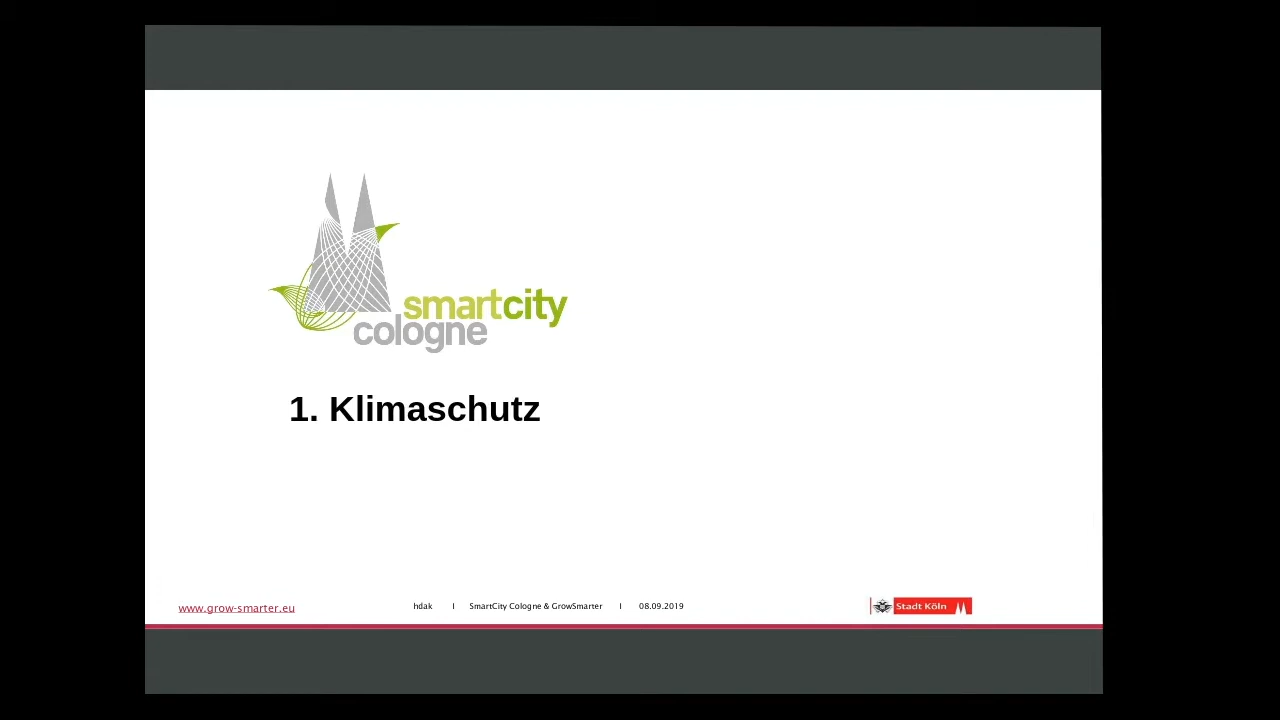 smartcity
cologne
1. Klimaschutz
www.grow-smarter.eu
hdak I SmartCity Cologne & GrowSmarter I 08.09.2019
Stadt Köln